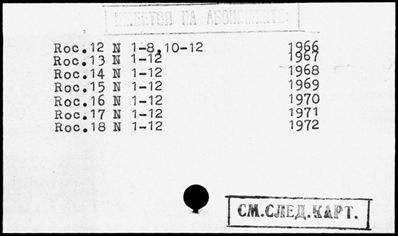 Roc.12 N 1-8,10-12 1966
Roc.13 N 1-12 1967
Roc.14 N 1-12 1968
Roc.15 N 1-12 1969
Roc.16 N 1-12 1970
Roc.17 N 1-12 1971
Roc.18 N 1-12 1972
СМ.СЛЕД.КАРТ.